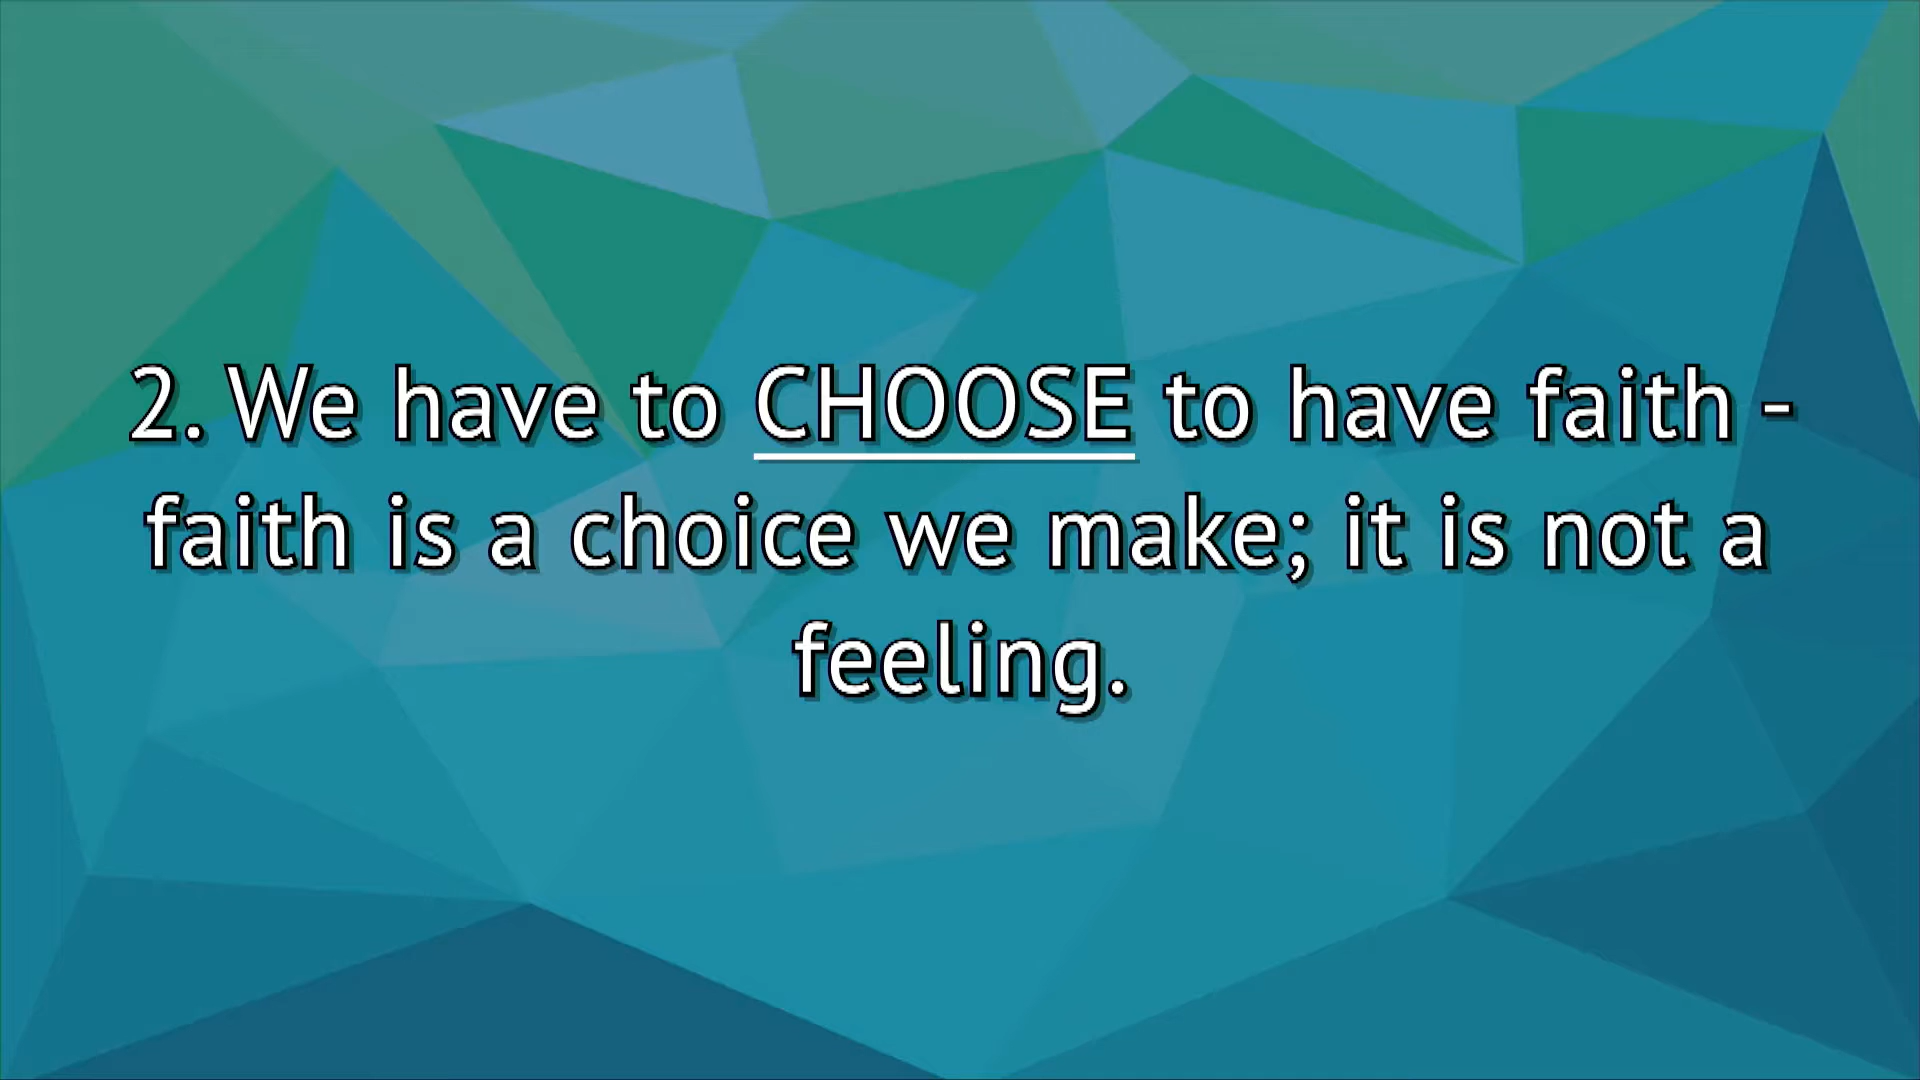 2. We have to CHOOSE to have faith -
faith is a choice we make; it is not a
feeling.